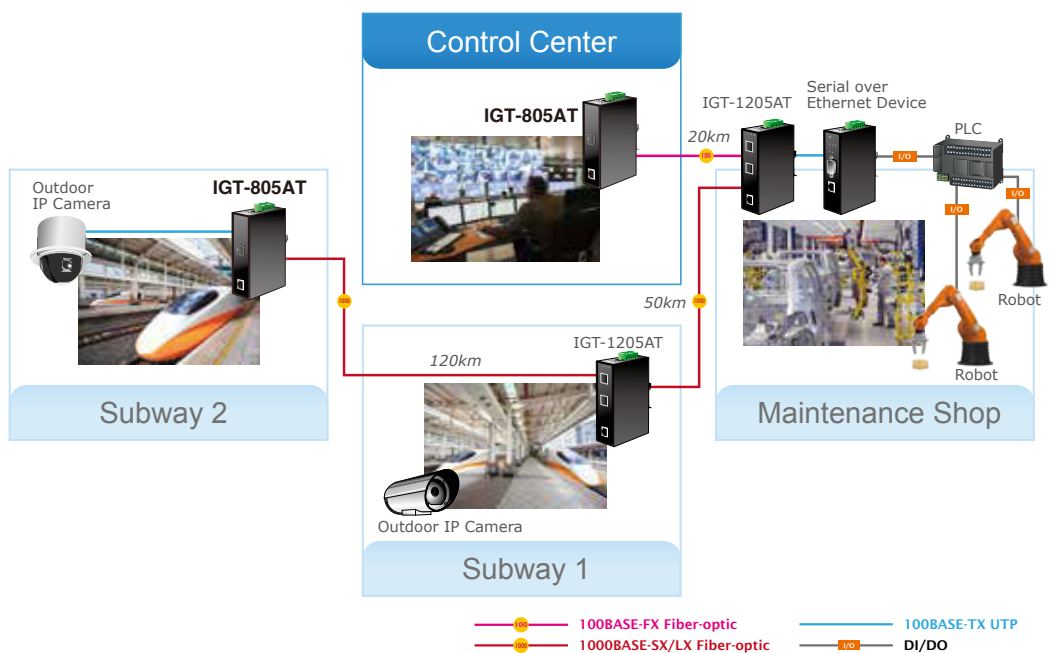 Control Center
IGT-805AT
20km
100
IGT-1205AT
Serial over
Ethernet Device
I/O
PLC
I/O
I/O
Robot
Robot
Maintenance Shop
Outdoor
IP Camera
IGT-805AT
1000
Subway 2
50km
1000
120km
IGT-1205AT
Outdoor IP Camera
Subway 1
100
100BASE-FX Fiber-optic
100BASE-TX UTP
1000
1000BASE-SX/LX Fiber-optic
I/O
DI/DO